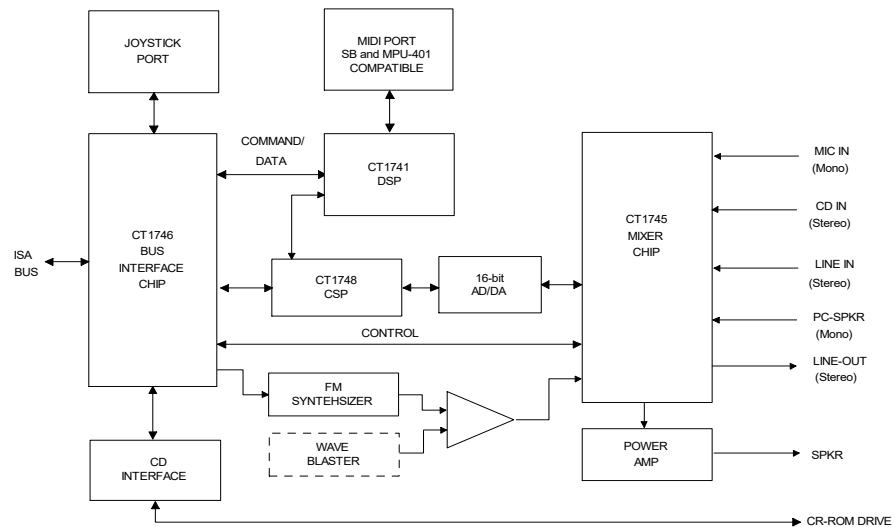 JOYSTICK
PORT
MIDI PORT
SB and MPU-401
COMPATIBLE
COMMAND/
DATA
CT1741
DSP
CT1746
BUS
INTERFACE
CHIP
ISA
BUS
CT1748
CSP
16-bit
AD/DA
CT1745
MIXER
CHIP
MIC IN
(Mono)
CD IN
(Stereo)
LINE IN
(Stereo)
PC-SPKR
(Mono)
LINE-OUT
(Stereo)
CONTROL
FM
SYNTEHSIZER
WAVE
BLASTER
CD
INTERFACE
POWER
AMP
SPKR
CR-ROM DRIVE